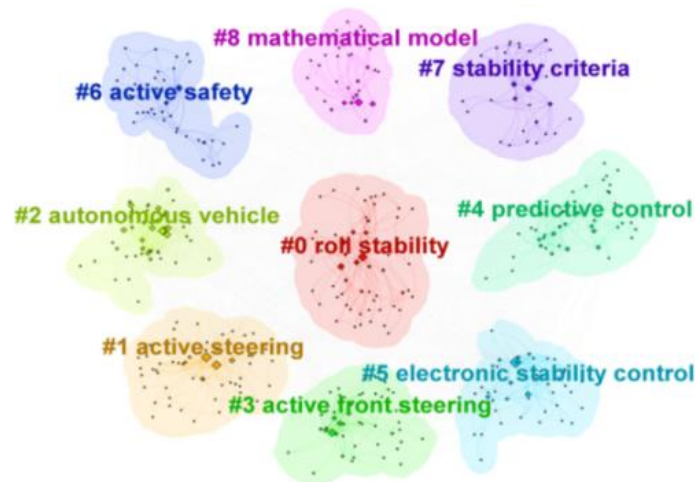 #8 mathematical model
#7 stability criteria
#6 active safety
#4 predictive control
#2 autonomous vehicle
#0 roll stability
#1 active steering
#5 electronic stability control
#3 active front steering